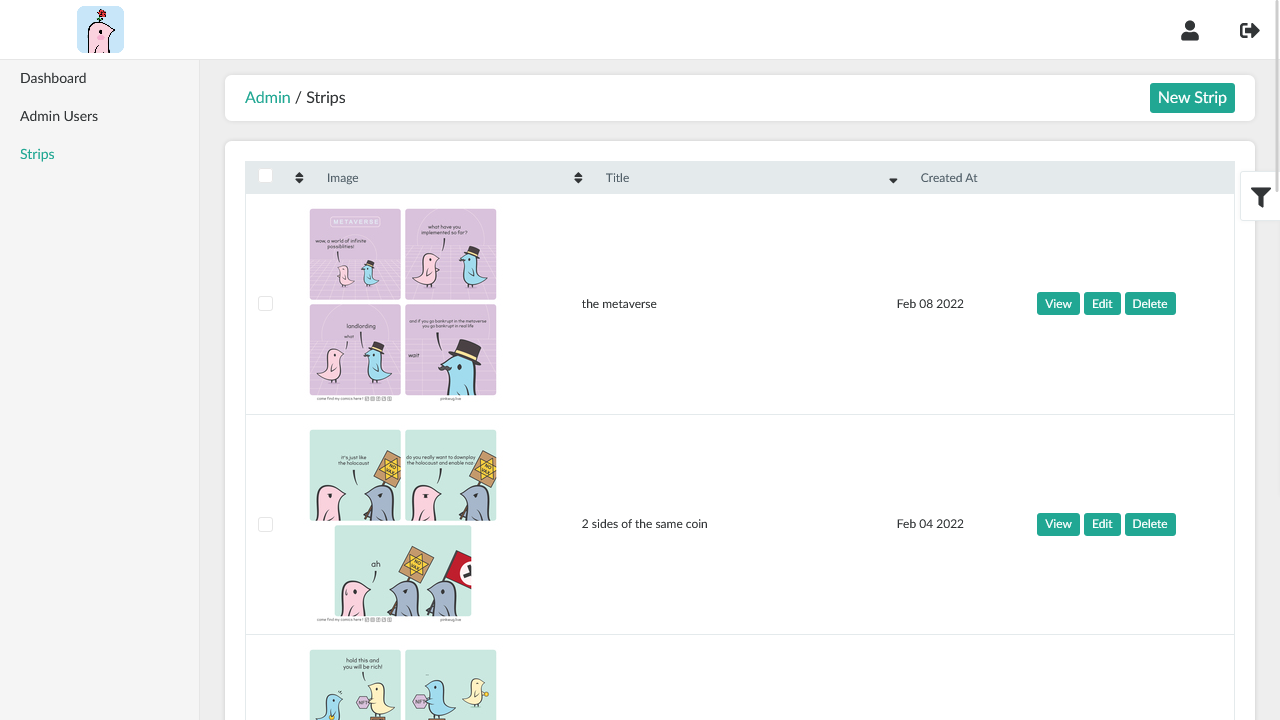 Dashboard
Admin Users
Strips
Admin / Strips
New Strip
Image
Title
Created At
METAVERSE
wow, a world of infinite
possibilities!
what have you
implemented so far?
landlording
what
and if you go bankrupt in the metaverse
you go bankrupt in real life
wait
come find my comics here!
the metaverse
Feb 08 2022
View
Edit
Delete
it's just like
the holocaust
do you really want to downplay
the holocaust and enable
ah
come find my comics here!
2 sides of the same coin
Feb 04 2022
View
Edit
Delete
hold this and
you will be rich!
NFT
NFT